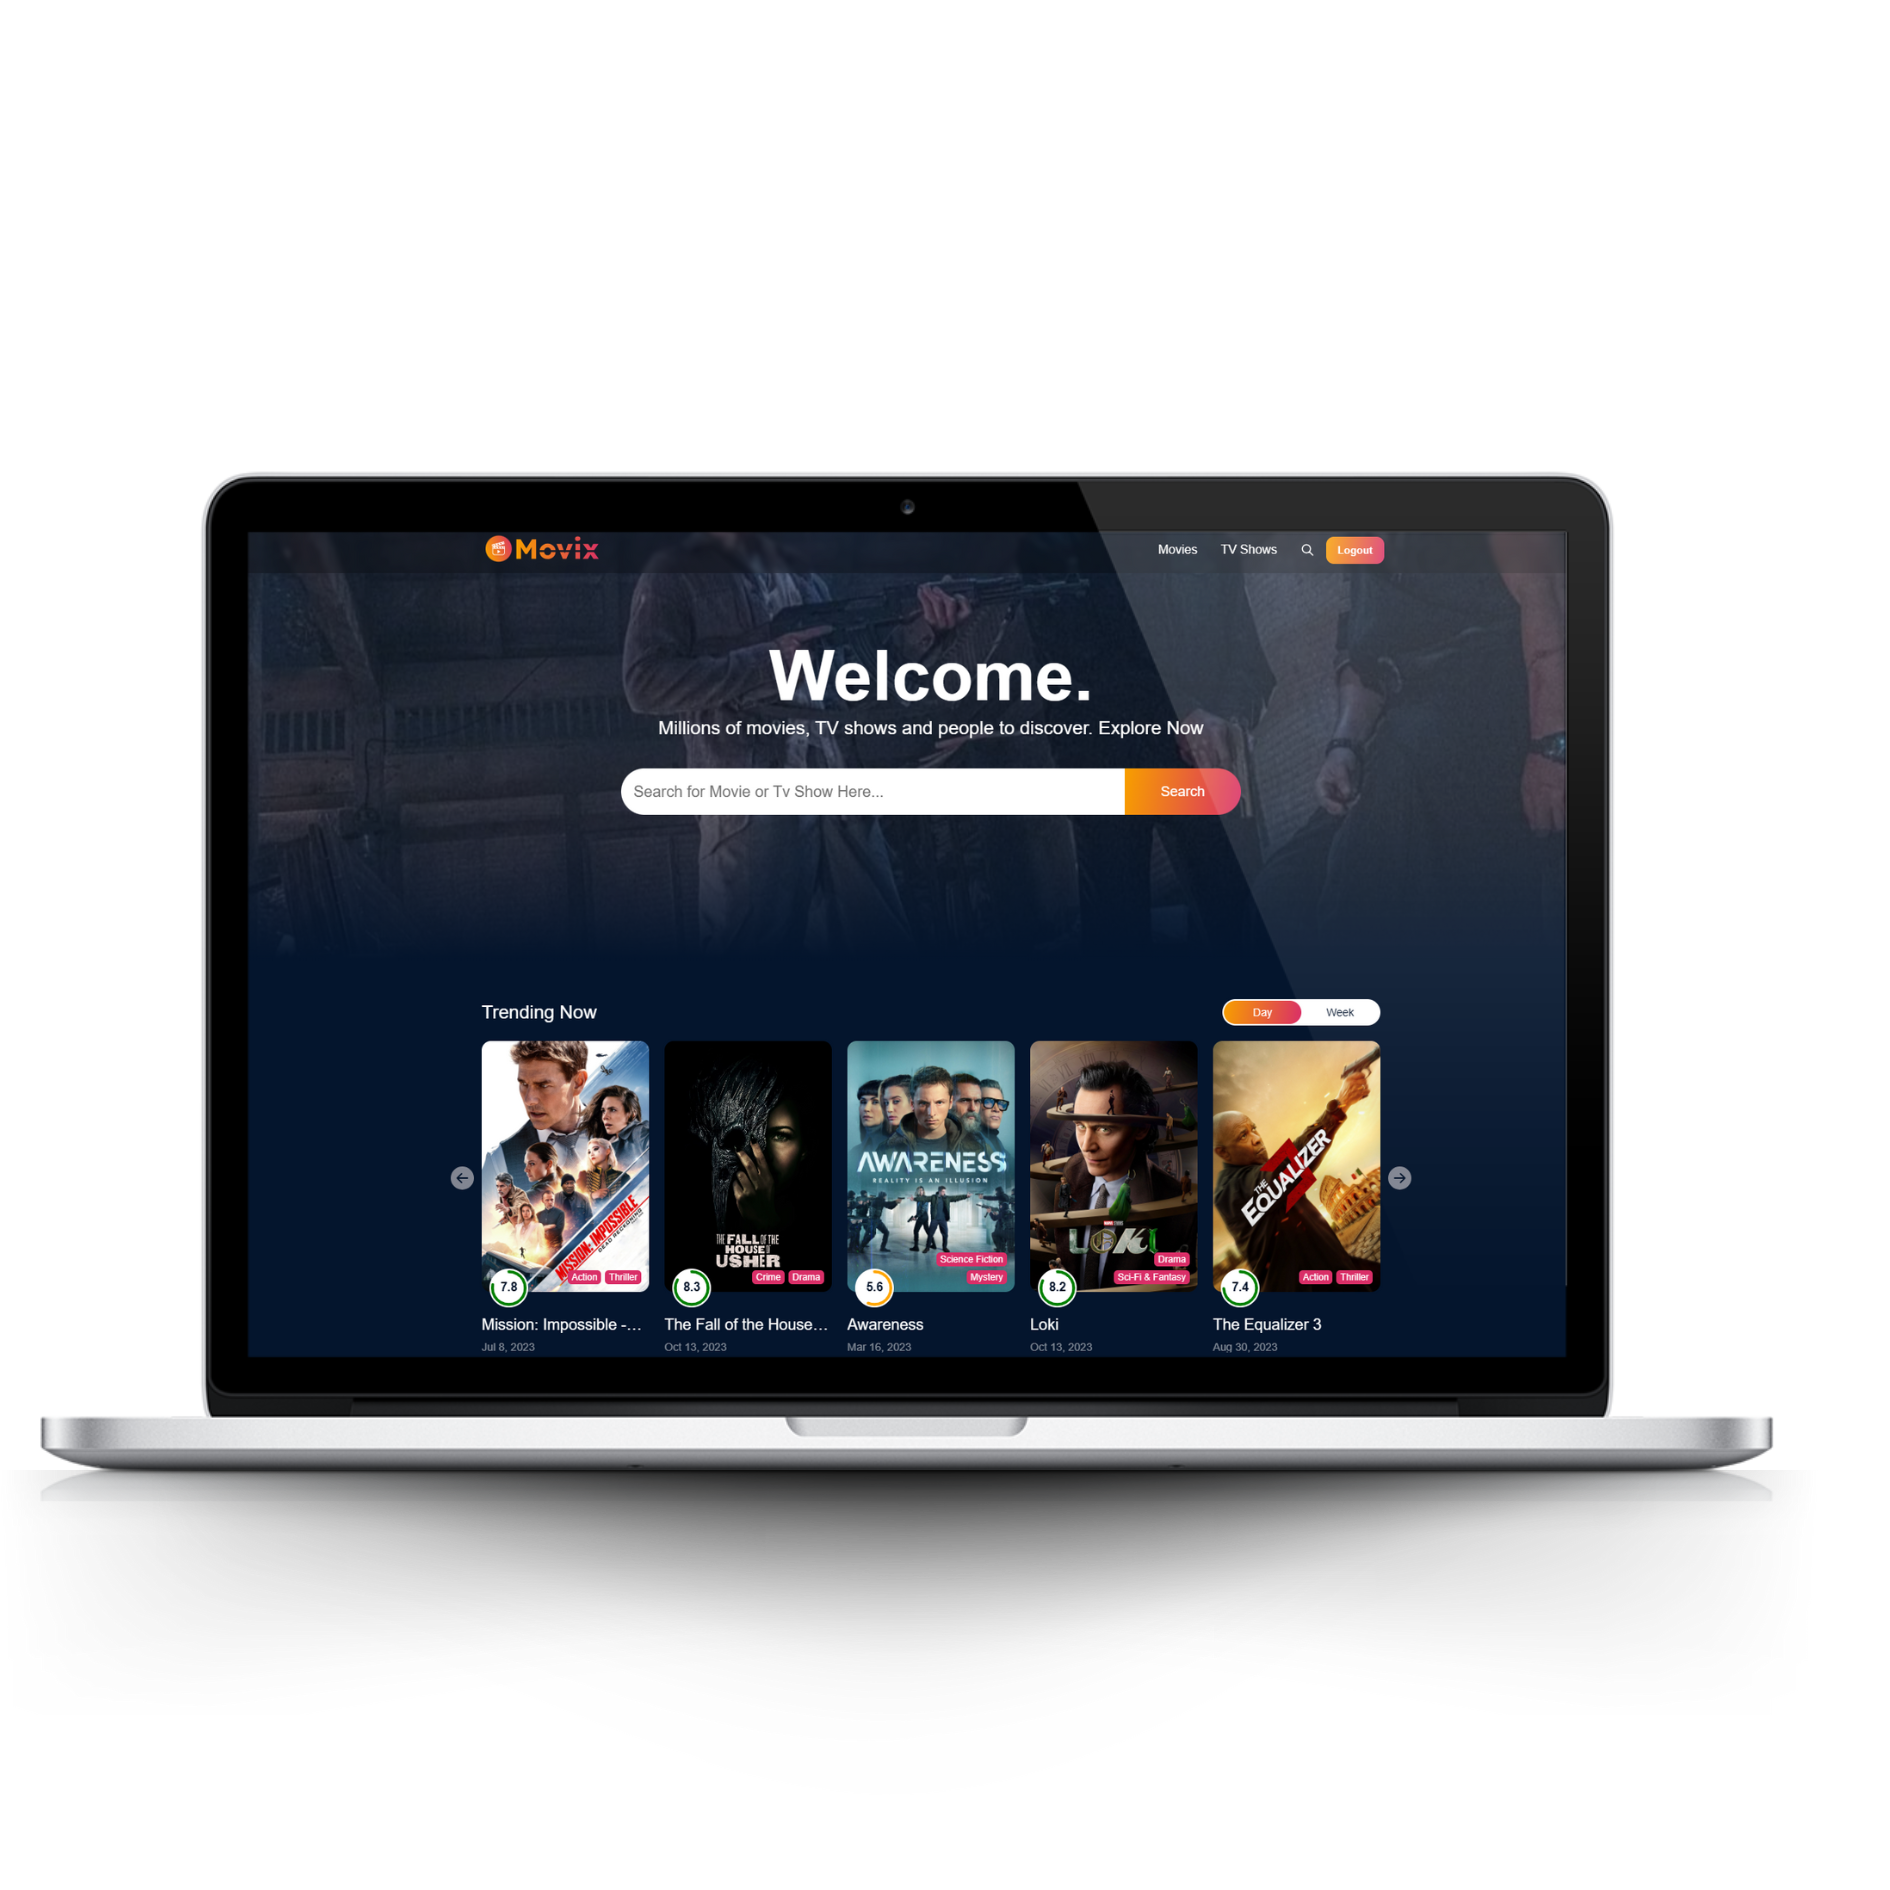 Movix
Movies TV Shows Logout
Welcome.
Millions of movies, TV shows and people to discover. Explore Now
Search for Movie or Tv Show Here... Search
Trending Now Day Week
MISSION: IMPOSSIBLE
DEAD RECKONING
7.8 Action Thriller
Mission: Impossible -...
Jul 8, 2023
THE FALL OF THE
HOUSE OF
USHER
8.3 Crime Drama
The Fall of the House...
Oct 13, 2023
AWARENESS
REALITY IS AN ILLUSION
Science Fiction
5.6 Mystery
Awareness
Mar 16, 2023
LOKI
Drama
8.2 Sci-Fi & Fantasy
Loki
Oct 13, 2023
THE
EQUALIZER
3
7.4 Action Thriller
The Equalizer 3
Aug 30, 2023